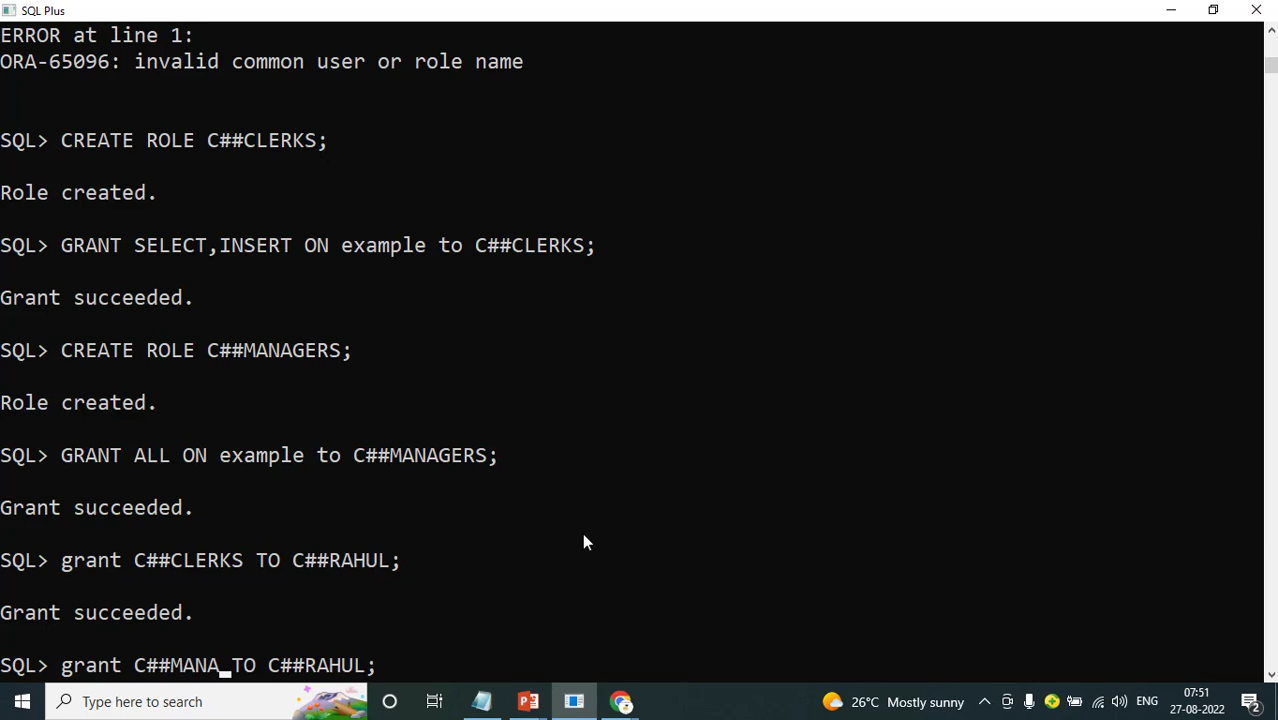 SQL Plus
ERROR at line 1:
ORA-65096: invalid common user or role name
SQL> CREATE ROLE C##CLERKS;
Role created.
SQL> GRANT SELECT,INSERT ON example to C##CLERKS;
Grant succeeded.
SQL> CREATE ROLE C##MANAGERS;
Role created.
SQL> GRANT ALL ON example to C##MANAGERS;
Grant succeeded.
SQL> grant C##CLERKS TO C##RAHUL;
Grant succeeded.
SQL> grant C##MANA TO C##RAHUL;
Type here to search
26°C Mostly sunny
ENG
07:51
27-08-2022
2